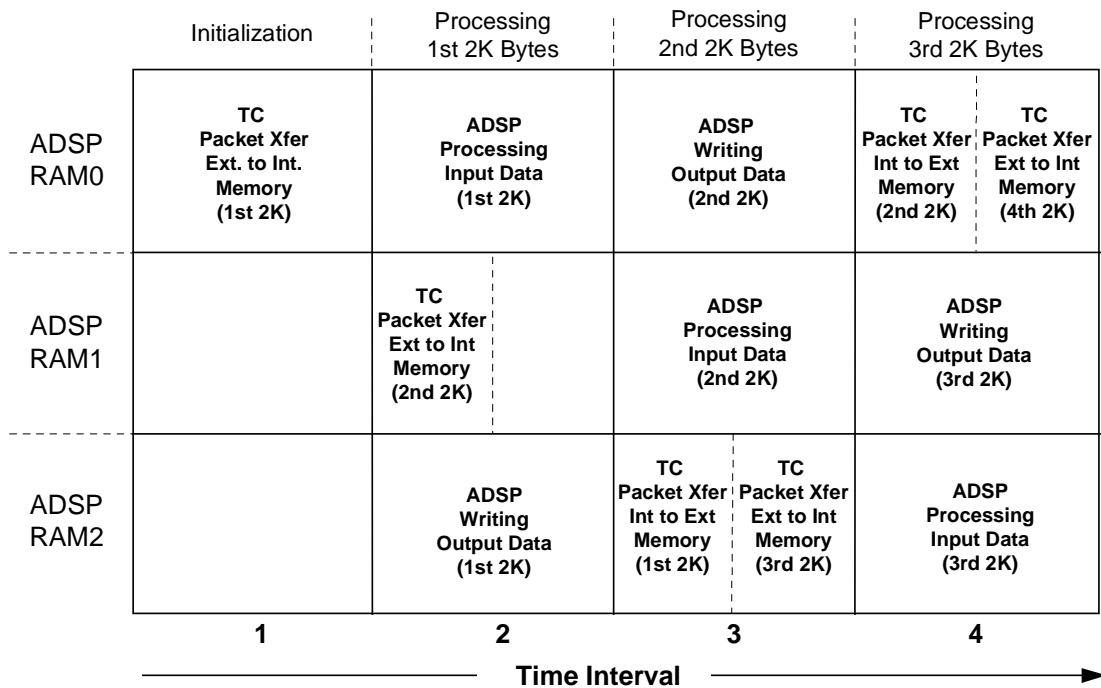 Initialization
Processing
1st 2K Bytes
Processing
2nd 2K Bytes
Processing
3rd 2K Bytes
ADSP
RAM0
TC
Packet Xfer
Ext. to Int.
Memory
(1st 2K)
ADSP
Processing
Input Data
(1st 2K)
ADSP
Writing
Output Data
(2nd 2K)
TC
Packet Xfer
Int to Ext
Memory
(2nd 2K)
TC
Packet Xfer
Ext to Int
Memory
(4th 2K)
ADSP
RAM1
TC
Packet Xfer
Ext to Int
Memory
(2nd 2K)
ADSP
Processing
Input Data
(2nd 2K)
ADSP
Writing
Output Data
(3rd 2K)
ADSP
RAM2
ADSP
Writing
Output Data
(1st 2K)
TC
Packet Xfer
Int to Ext
Memory
(1st 2K)
TC
Packet Xfer
Ext to Int
Memory
(3rd 2K)
ADSP
Processing
Input Data
(3rd 2K)
1 2 3 4
Time Interval